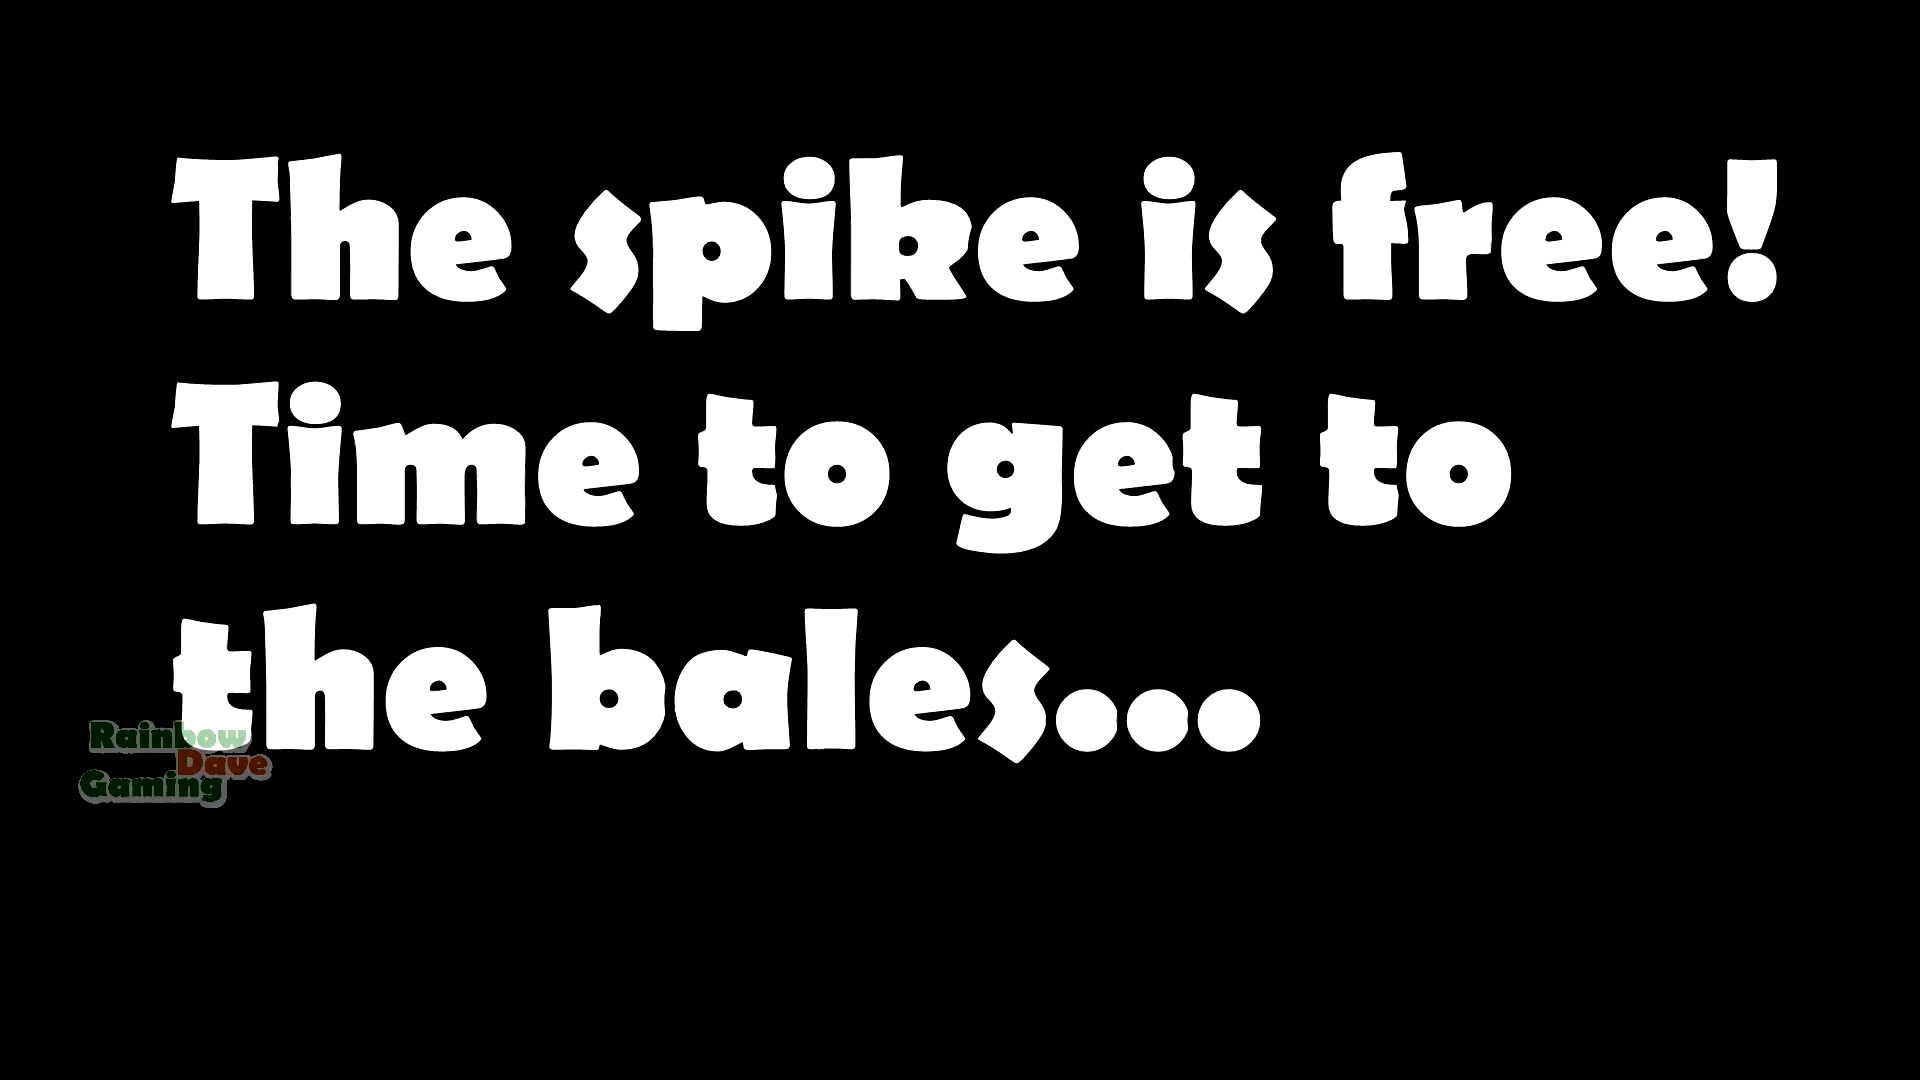 The spike is free!
Time to get to
the bales...
Rainbow
Dave
Gaming